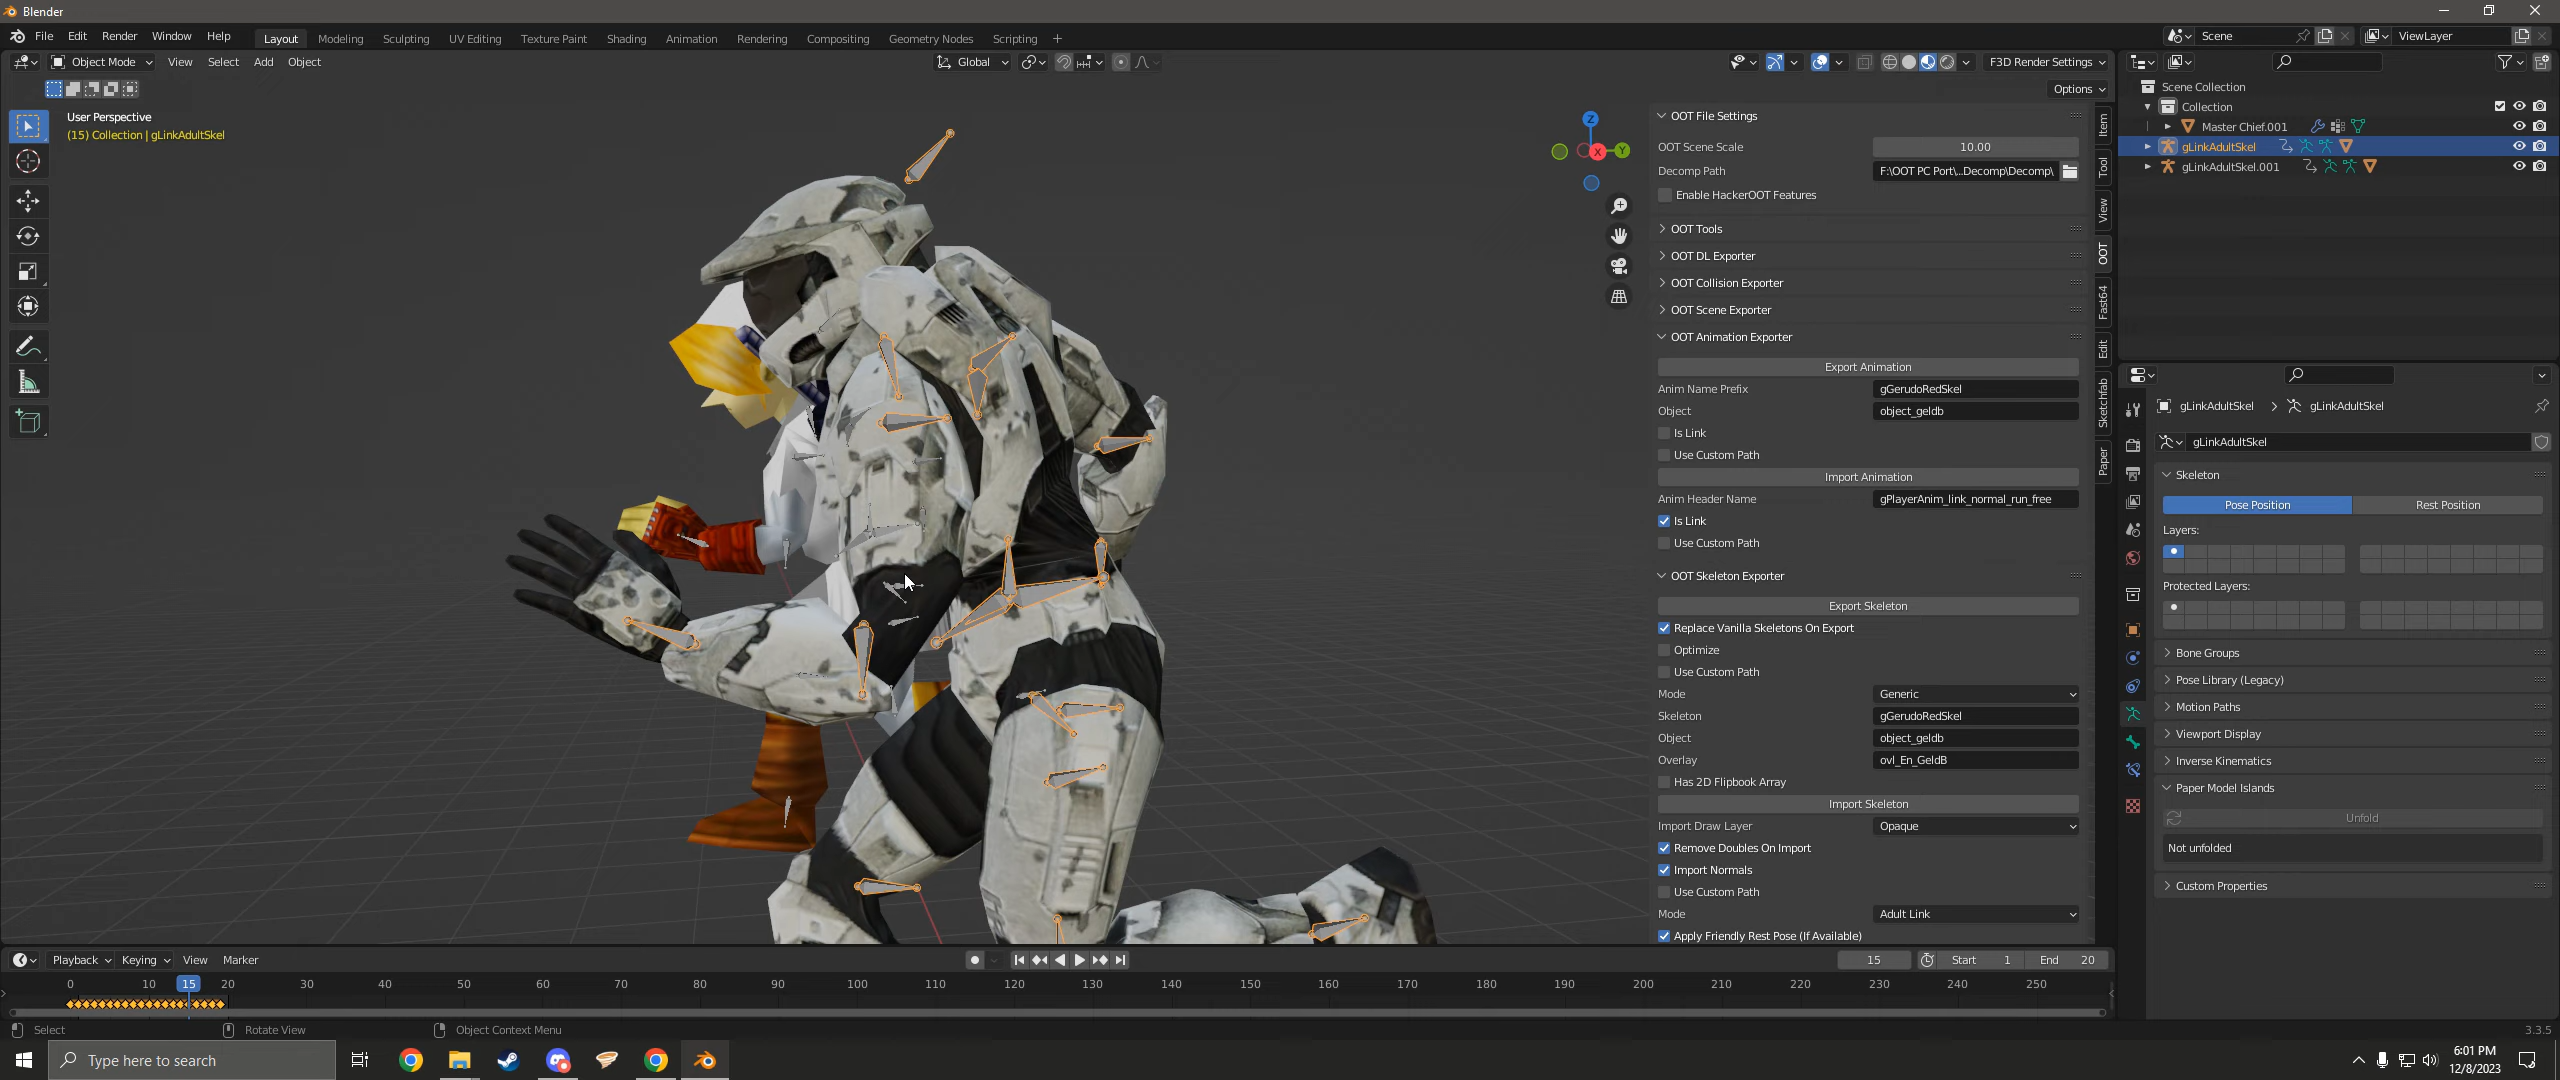 Blender
File Edit Render Window Help
Layout Modeling Sculpting UV Editing Texture Paint Shading Animation Rendering Compositing Geometry Nodes Scripting +
Scene
ViewLayer
Object Mode View Select Add Object
Global
F3D Render Settings
Options
User Perspective
(15) Collection | gLinkAdultSkel
Z
X
Y
OOT File Settings
OOT Scene Scale 10.00
Decomp Path F:\OOT PC Port\...Decomp\Decomp\
Enable HackerOOT Features
OOT Tools
OOT DL Exporter
OOT Collision Exporter
OOT Scene Exporter
OOT Animation Exporter
Export Animation
Anim Name Prefix gGerudoRedSkel
Object object_geldb
Is Link
Use Custom Path
Import Animation
Anim Header Name gPlayerAnim_link_normal_run_free
Is Link
Use Custom Path
OOT Skeleton Exporter
Export Skeleton
Replace Vanilla Skeletons On Export
Optimize
Use Custom Path
Mode Generic
Skeleton gGerudoRedSkel
Object object_geldb
Overlay ovl_En_GeldB
Has 2D Flipbook Array
Import Skeleton
Import Draw Layer Opaque
Remove Doubles On Import
Import Normals
Use Custom Path
Mode Adult Link
Apply Friendly Rest Pose (If Available)
Item
Tool
View
OOT
Fast64
Edit
Sketchfab
Paper
Scene Collection
Collection
Master Chief.001
gLinkAdultSkel
gLinkAdultSkel.001
gLinkAdultSkel > gLinkAdultSkel
gLinkAdultSkel
Skeleton
Pose Position Rest Position
Layers:
Protected Layers:
Bone Groups
Pose Library (Legacy)
Motion Paths
Viewport Display
Inverse Kinematics
Paper Model Islands
Unfold
Not unfolded
Custom Properties
Playback Keying View Marker
15 Start 1 End 20
0 10 15 20 30 40 50 60 70 80 90 100 110 120 130 140 150 160 170 180 190 200 210 220 230 240 250
Select Rotate View Object Context Menu
3.3.5
Type here to search
6:01 PM
12/8/2023